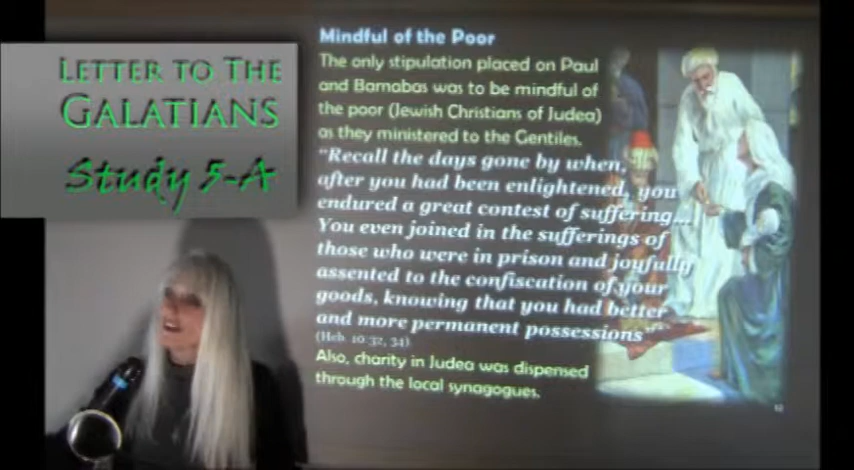 LETTER TO THE
GALATIANS
Study 5-A
Mindful of the Poor
The only stipulation placed on Paul
and Barnabas was to be mindful of
the poor (Jewish Christians of Judea)
as they ministered to the Gentiles.
"Recall the days gone by when,
after you had been enlightened, you
endured a great contest of suffering...
You even joined in the sufferings of
those who were in prison and joyfully
assented to the confiscation of your
goods, knowing that you had better
and more permanent possessions"
(Heb. 10:32, 34)
Also, charity in Judea was dispensed
through the local synagogues.